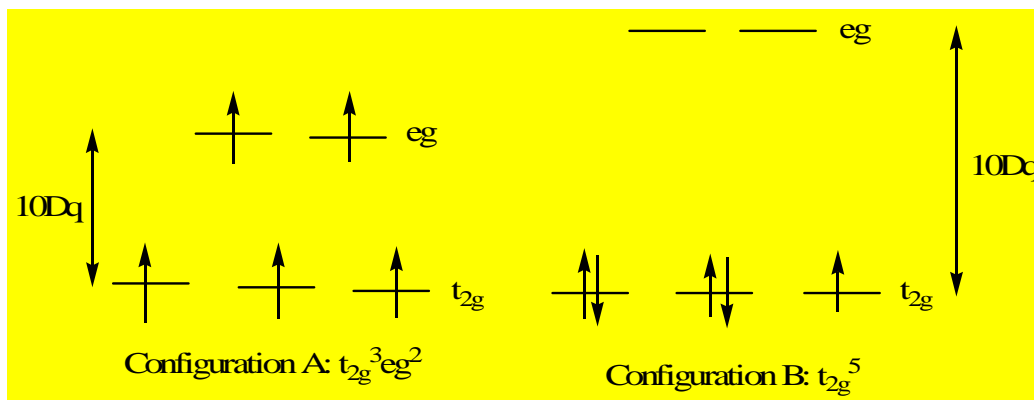 eg
eg
10Dq
10Dq
t₂g
t₂g
Configuration A: t₂g³eg²
Configuration B: t₂g⁵